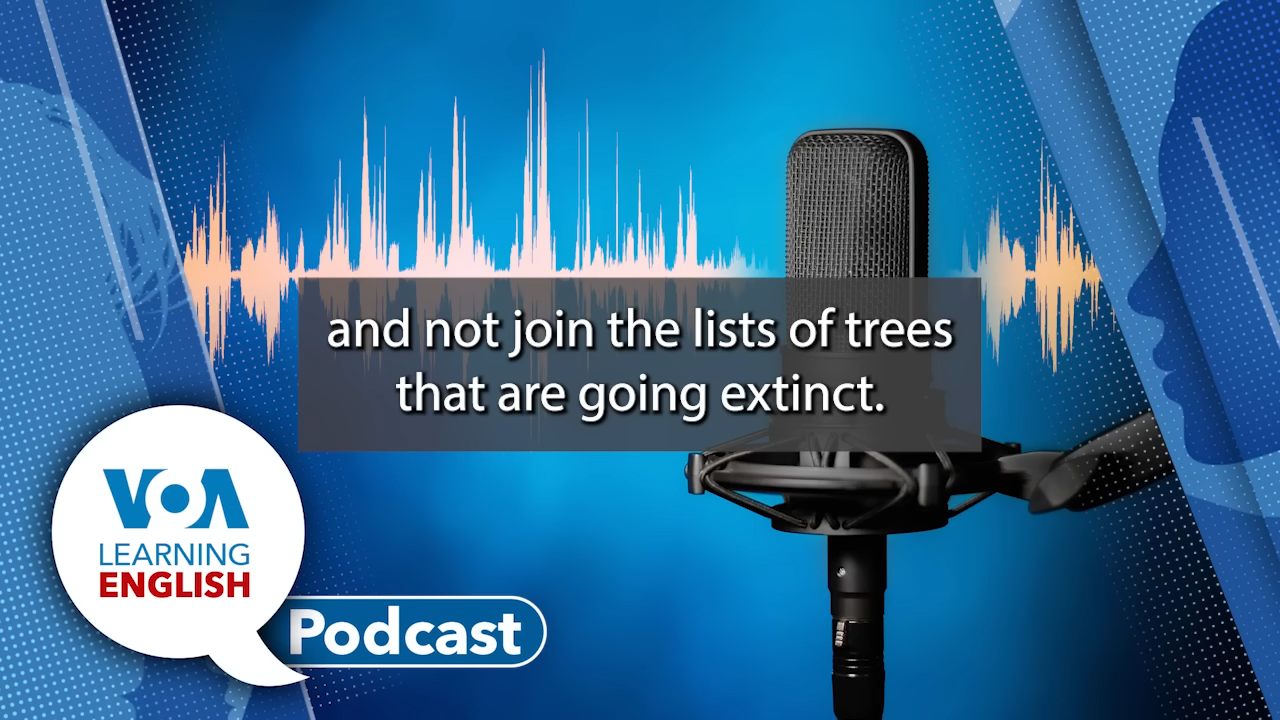 and not join the lists of trees
that are going extinct.
VOA
LEARNING
ENGLISH
Podcast